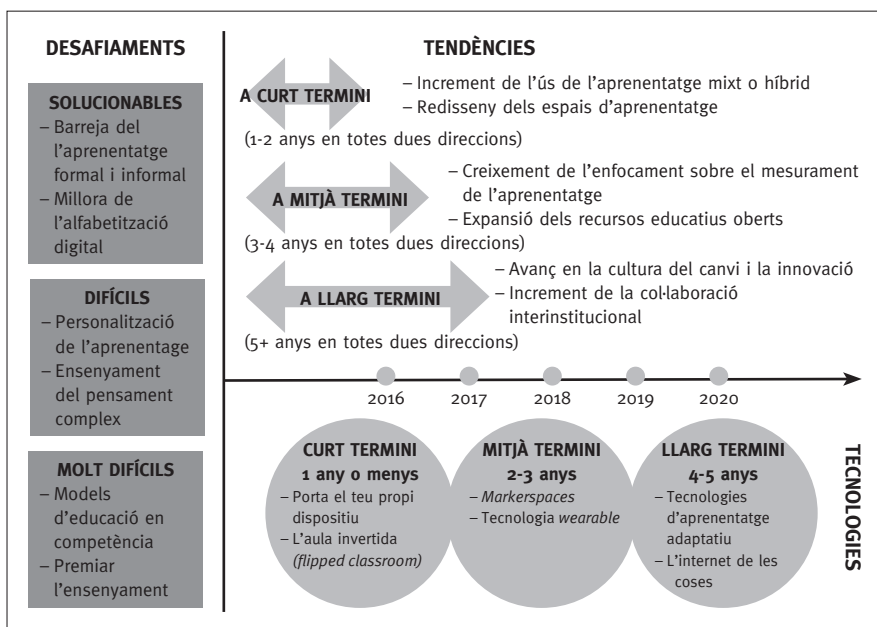 DESAFIAMENTS
SOLUCIONABLES
– Barreja del
l'aprenentatge
formal i informal
– Millora de
l'alfabetització
digital
DIFÍCILS
– Personalització
de l'aprenentage
– Ensenyament
del pensament
complex
MOLT DIFÍCILS
– Models
d'educació en
competència
– Premiar
l'ensenyament
TENDÈNCIES
A CURT TERMINI
– Increment de l'ús de l'aprenentatge mixt o híbrid
– Redisseny dels espais d'aprenentatge
(1-2 anys en totes dues direccions)
A MITJÀ TERMINI
– Creixement de l'enfocament sobre el mesurament
de l'aprenentatge
– Expansió dels recursos educatius oberts
(3-4 anys en totes dues direccions)
A LLARG TERMINI
– Avanç en la cultura del canvi i la innovació
– Increment de la col·laboració
interinstitucional
(5+ anys en totes dues direccions)
2016 2017 2018 2019 2020
CURT TERMINI
1 any o menys
– Porta el teu propi
dispositiu
– L'aula invertida
(flipped classroom)
MITJÀ TERMINI
2-3 anys
– Markerspaces
– Tecnologia wearable
LLARG TERMINI
4-5 anys
– Tecnologies
d'aprenentatge
adaptatiu
– L'internet de les
coses
TECNOLOGIES